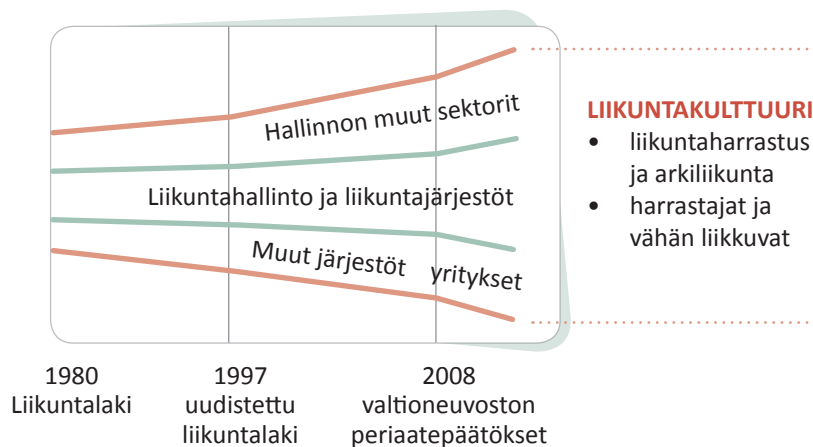 Hallinnon muut sektorit
Liikuntahallinto ja liikuntajärjestöt
Muut järjestöt yritykset
LIIKUNTAKULTTUURI
• liikuntaharrastus
ja arkiliikunta
• harrastajat ja
vähän liikkuvat
1980
Liikuntalaki
1997
uudistettu
liikuntalaki
2008
valtioneuvoston
periaatepäätökset